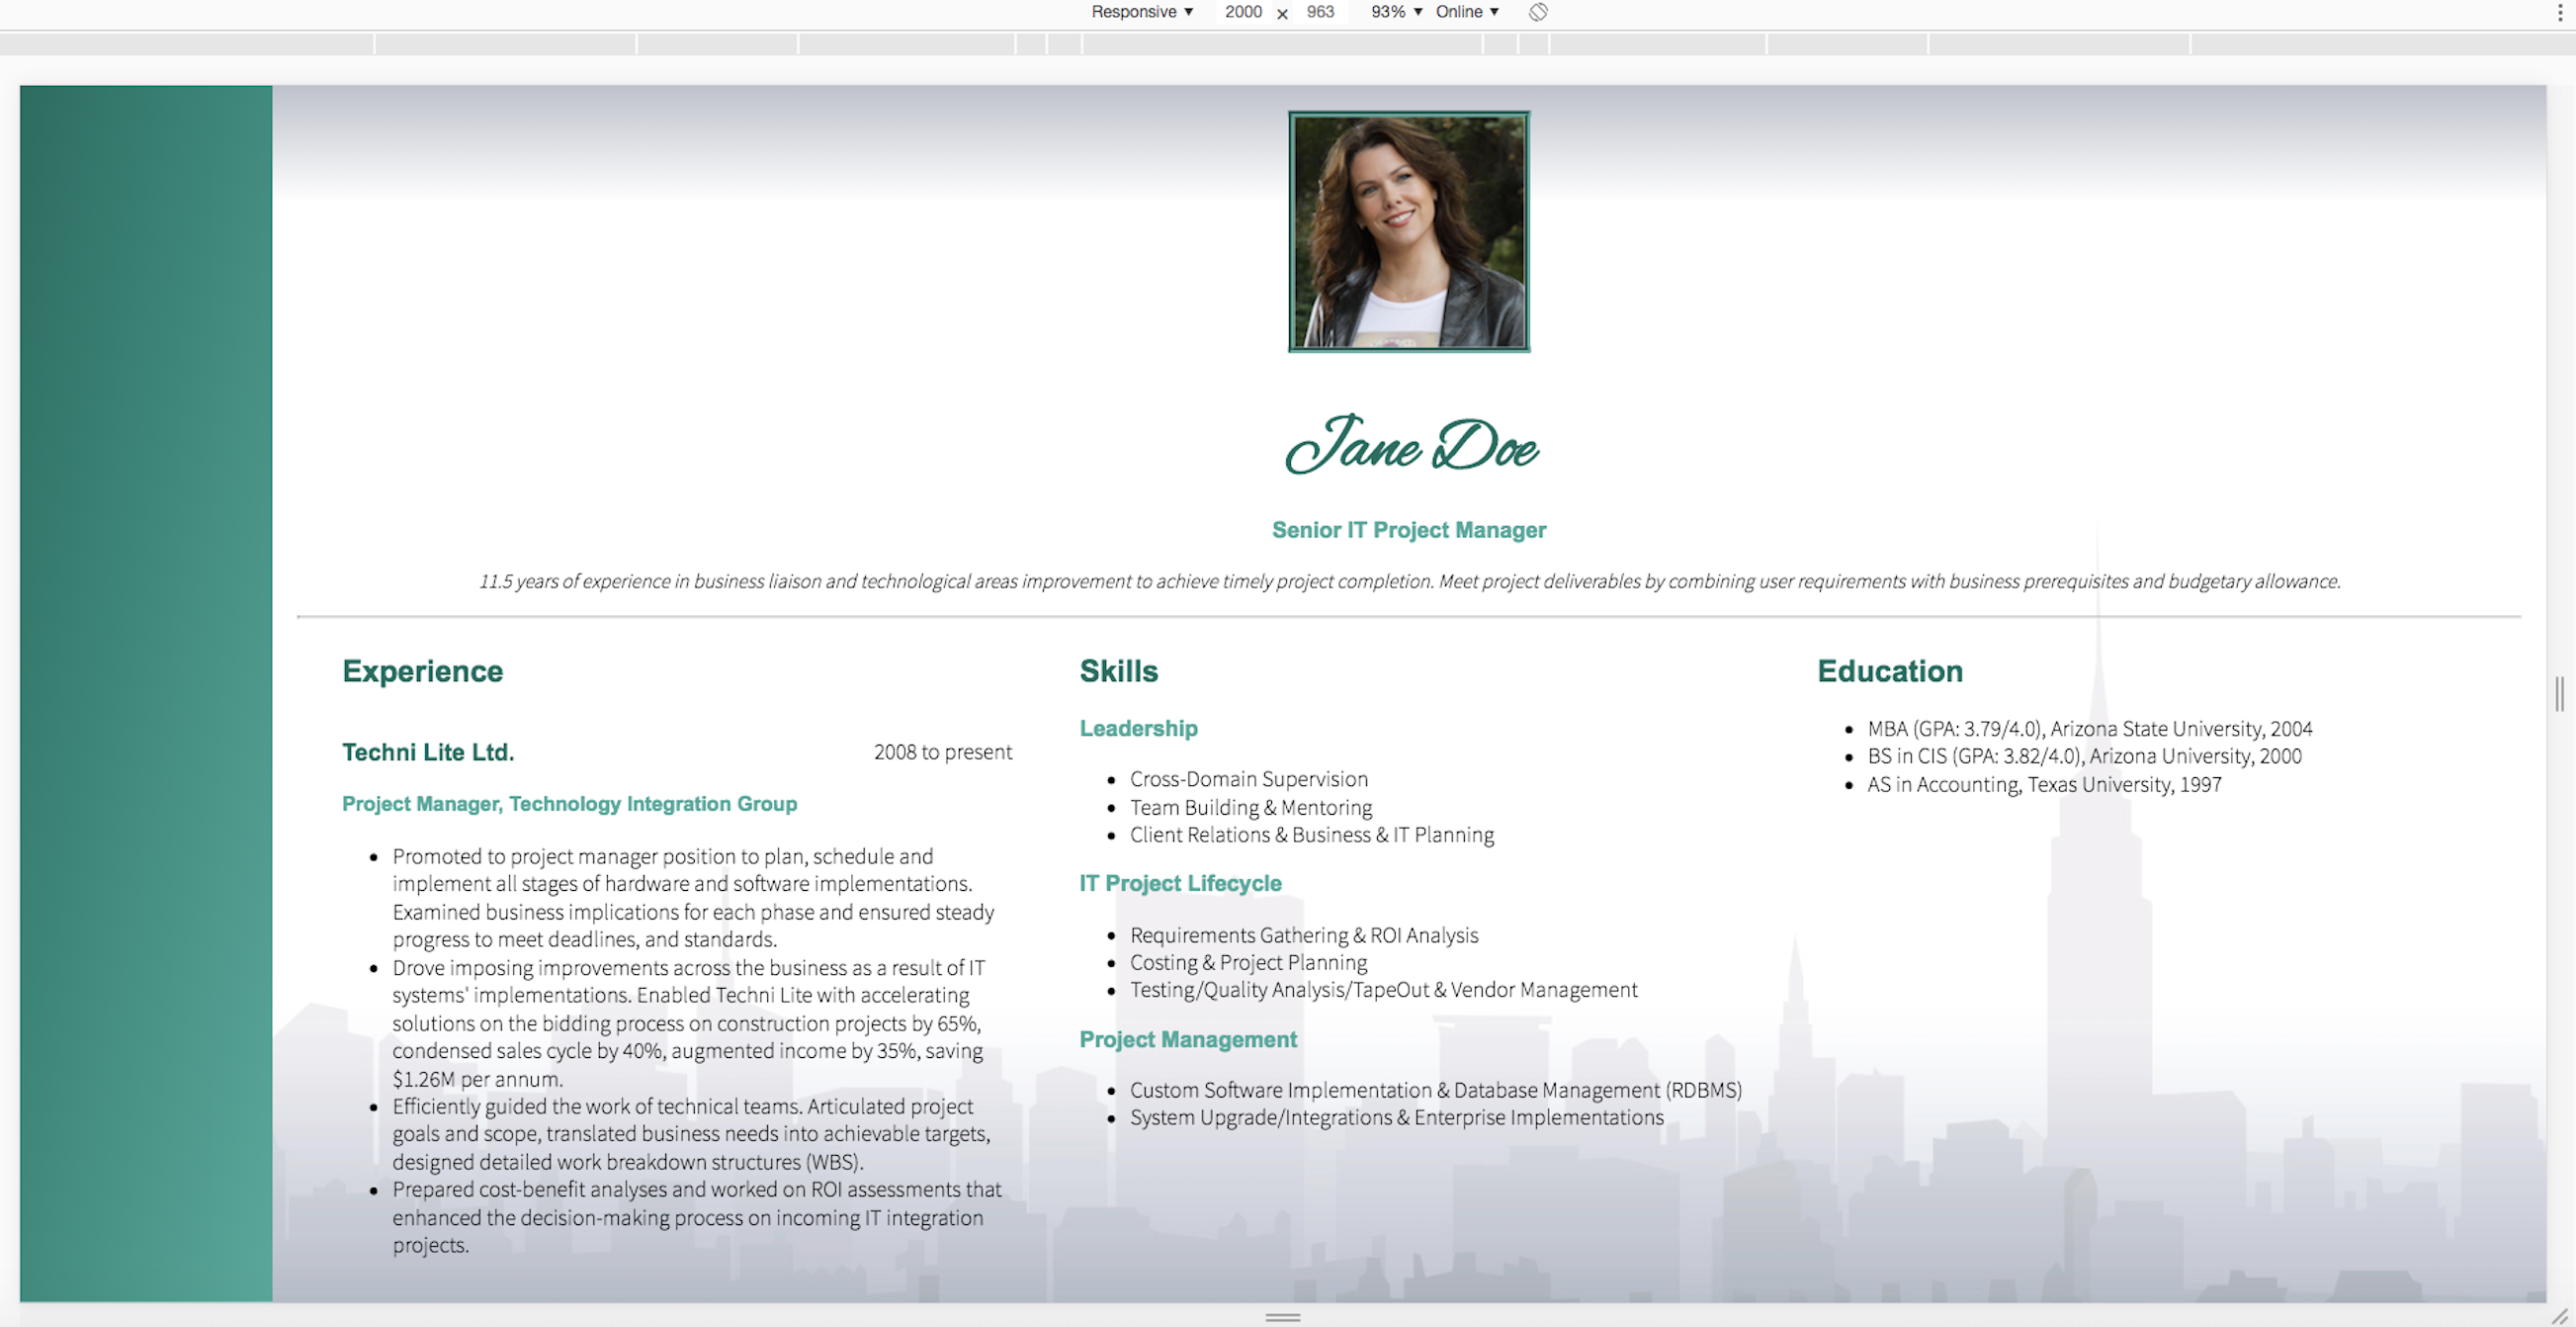 Responsive ▼ 2000 x 963 93% ▼ Online ▼
Jane Doe
Senior IT Project Manager
11.5 years of experience in business liaison and technological areas improvement to achieve timely project completion. Meet project deliverables by combining user requirements with business prerequisites and budgetary allowance.
Experience
Techni Lite Ltd. 2008 to present
Project Manager, Technology Integration Group
• Promoted to project manager position to plan, schedule and
implement all stages of hardware and software implementations.
Examined business implications for each phase and ensured steady
progress to meet deadlines, and standards.
• Drove imposing improvements across the business as a result of IT
systems' implementations. Enabled Techni Lite with accelerating
solutions on the bidding process on construction projects by 65%,
condensed sales cycle by 40%, augmented income by 35%, saving
$1.26M per annum.
• Efficiently guided the work of technical teams. Articulated project
goals and scope, translated business needs into achievable targets,
designed detailed work breakdown structures (WBS).
• Prepared cost-benefit analyses and worked on ROI assessments that
enhanced the decision-making process on incoming IT integration
projects.
Skills
Leadership
• Cross-Domain Supervision
• Team Building & Mentoring
• Client Relations & Business & IT Planning
IT Project Lifecycle
• Requirements Gathering & ROI Analysis
• Costing & Project Planning
• Testing/Quality Analysis/TapeOut & Vendor Management
Project Management
• Custom Software Implementation & Database Management (RDBMS)
• System Upgrade/Integrations & Enterprise Implementations
Education
• MBA (GPA: 3.79/4.0), Arizona State University, 2004
• BS in CIS (GPA: 3.82/4.0), Arizona University, 2000
• AS in Accounting, Texas University, 1997